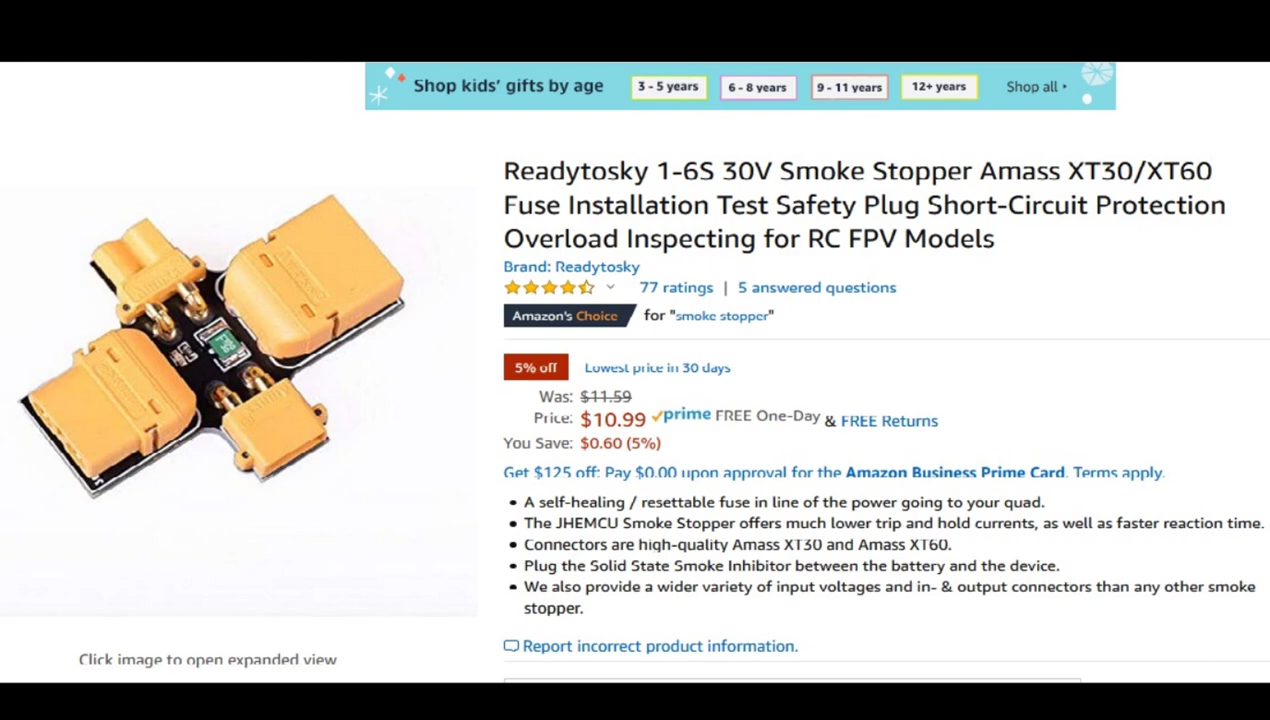 Shop kids' gifts by age
3 - 5 years
6 - 8 years
9 - 11 years
12+ years
Shop all
Readytosky 1-6S 30V Smoke Stopper Amass XT30/XT60
Fuse Installation Test Safety Plug Short-Circuit Protection
Overload Inspecting for RC FPV Models
Brand: Readytosky
77 ratings | 5 answered questions
Amazon's Choice for "smoke stopper"
5% off Lowest price in 30 days
Was: $11.59
Price: $10.99 prime FREE One-Day & FREE Returns
You Save: $0.60 (5%)
Get $125 off: Pay $0.00 upon approval for the Amazon Business Prime Card. Terms apply.
• A self-healing / resettable fuse in line of the power going to your quad.
• The JHEMCU Smoke Stopper offers much lower trip and hold currents, as well as faster reaction time.
• Connectors are high-quality Amass XT30 and Amass XT60.
• Plug the Solid State Smoke Inhibitor between the battery and the device.
• We also provide a wider variety of input voltages and in- & output connectors than any other smoke
stopper.
Report incorrect product information.
Click image to open expanded view